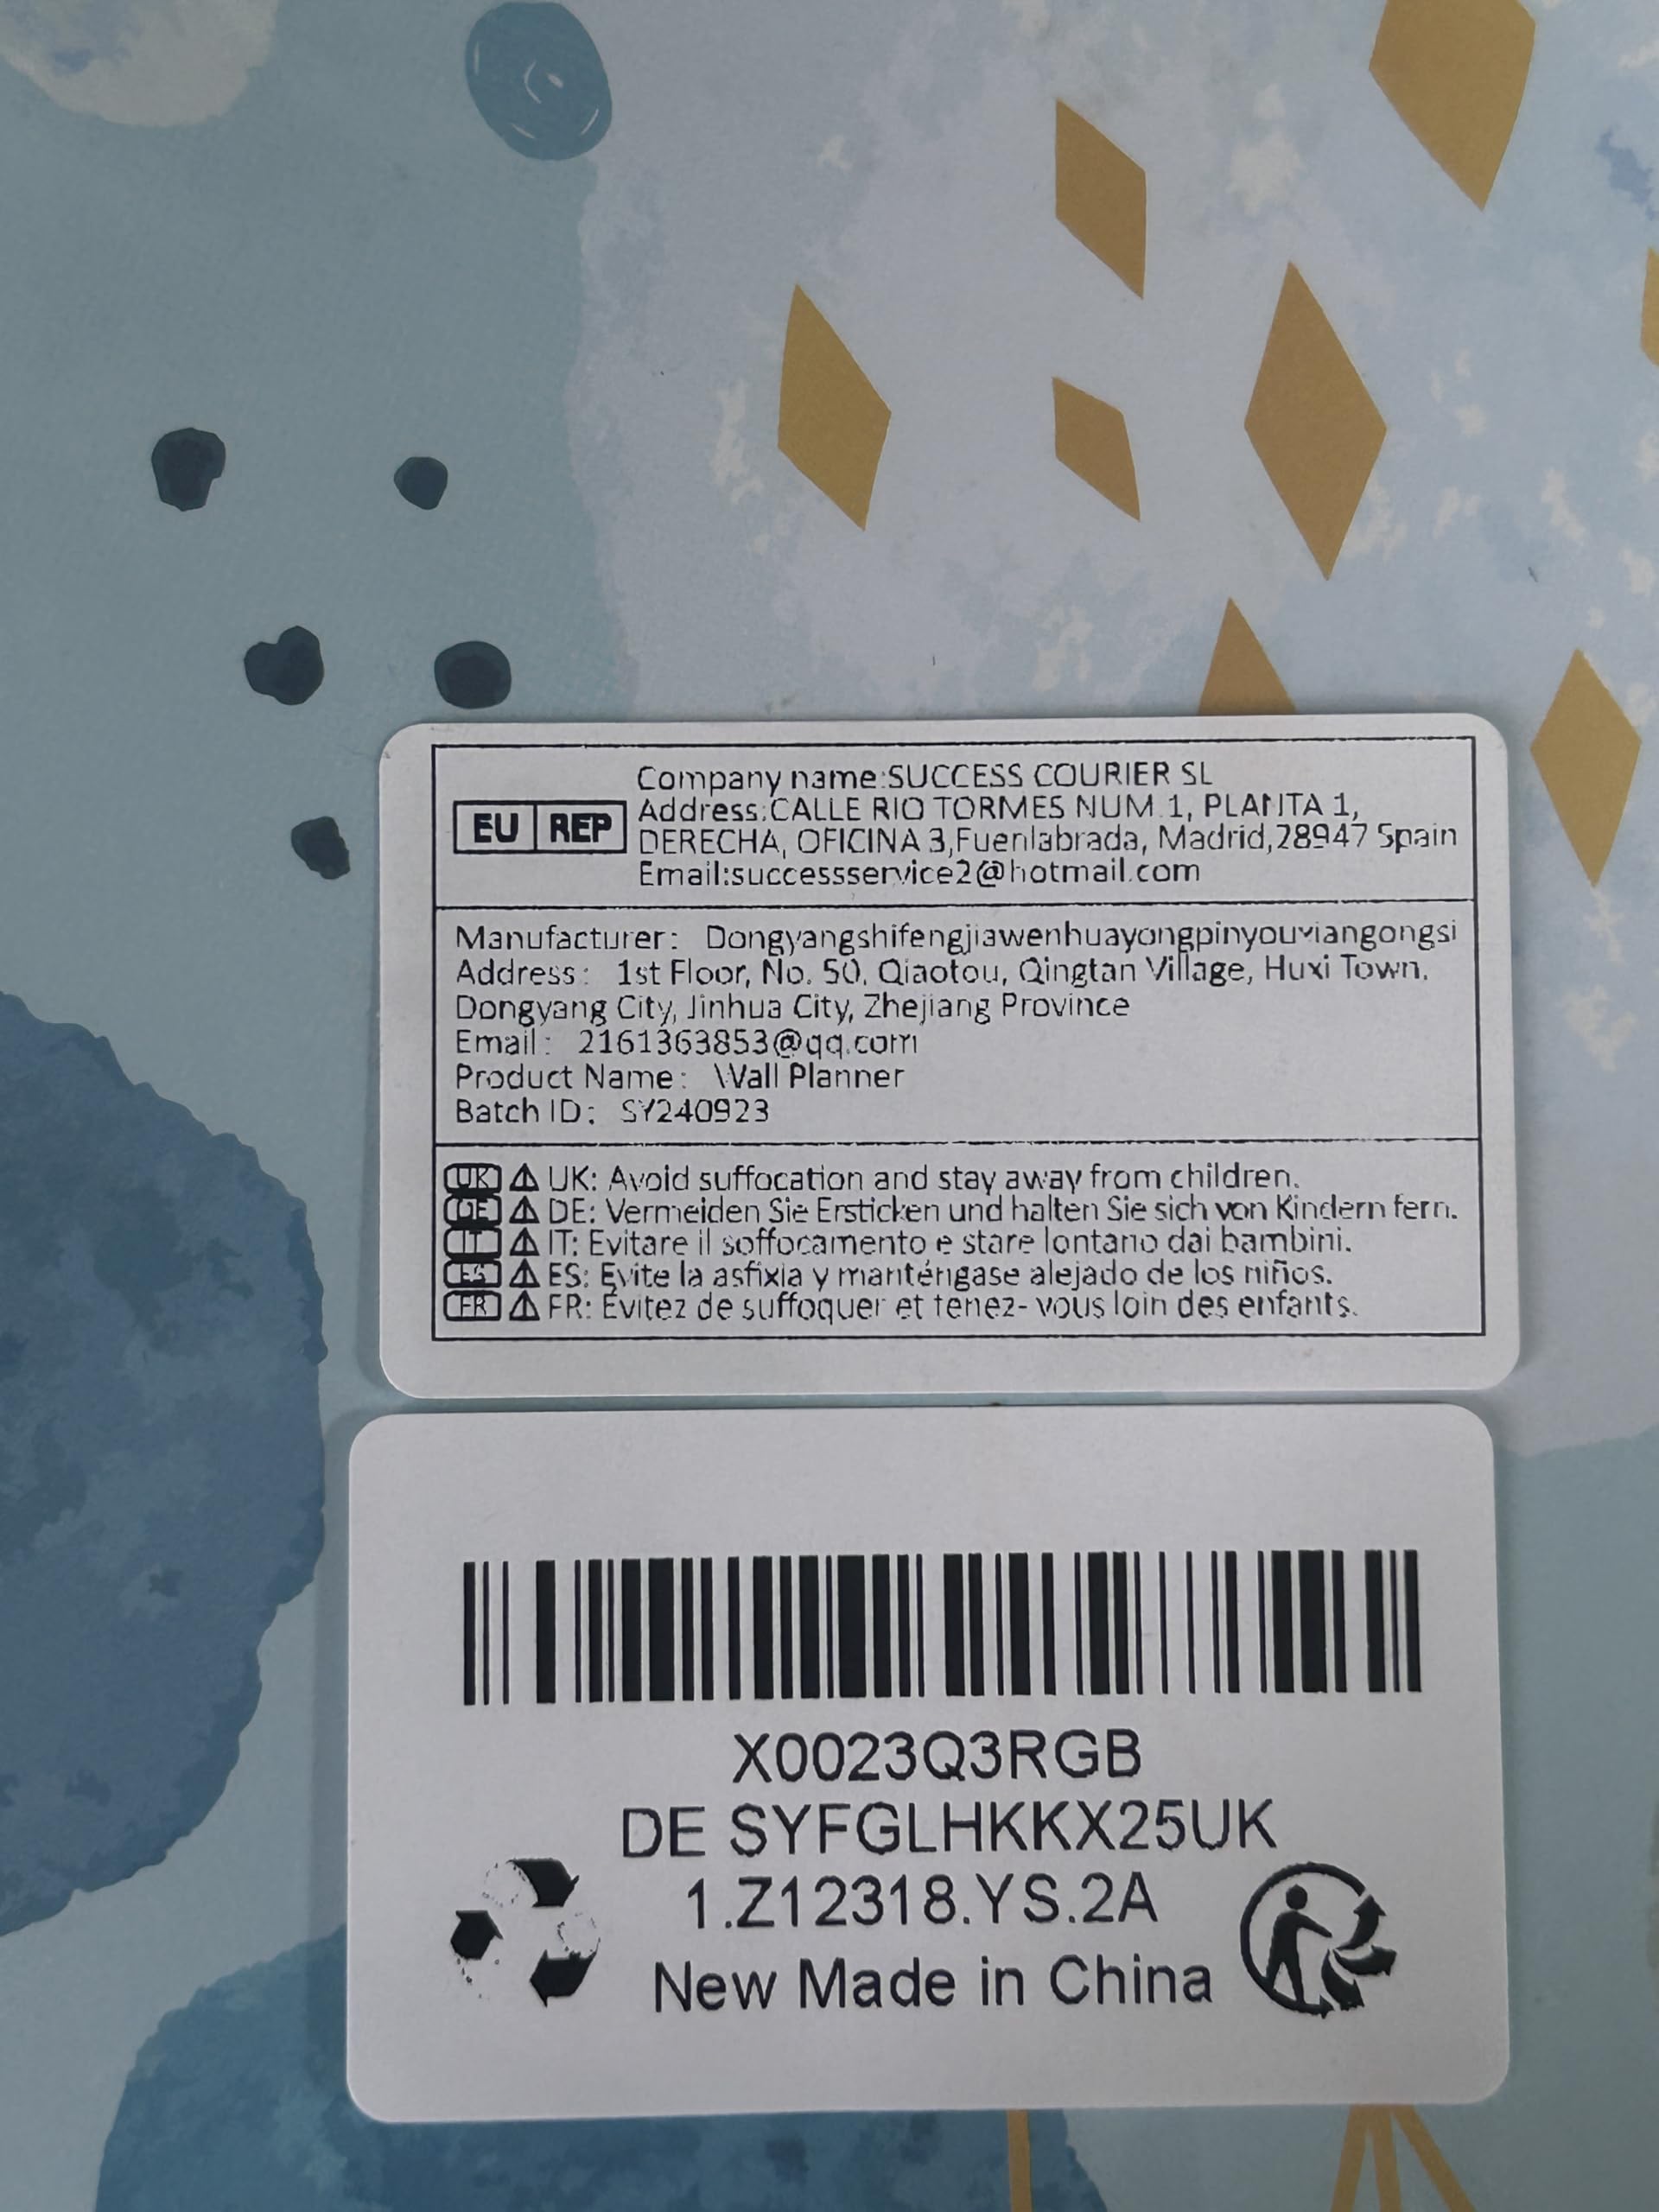 Company name:SUCCESS COURIER SL
EU REP
Address:CALLE RIO TORMES NUM.1, PLANTA 1,
DERECHA, OFICINA 3,Fuenlabrada, Madrid,28947 Spain
Email:successservice2@hotmail.com
Manufacturer: Dongyangshifengjiawenhuayongpinyouxiangongsi
Address: 1st Floor, No. 50, Qiaotou, Qingtan Village, Huxi Town,
Dongyang City, Jinhua City, Zhejiang Province
Email: 2161363853@qq.com
Product Name: Wall Planner
Batch ID: SY240923
UK ⚠ UK: Avoid suffocation and stay away from children.
DE ⚠ DE: Vermeiden Sie Ersticken und halten Sie sich von Kindern fern.
IT ⚠ IT: Evitare il soffocamento e stare lontano dai bambini.
ES ⚠ ES: Evite la asfixia y manténgase alejado de los niños.
FR ⚠ FR: Évitez de suffoquer et tenez- vous loin des enfants.
X0023Q3RGB
DE SYFGLHKKX25UK
1.Z12318.YS.2A
New Made in China